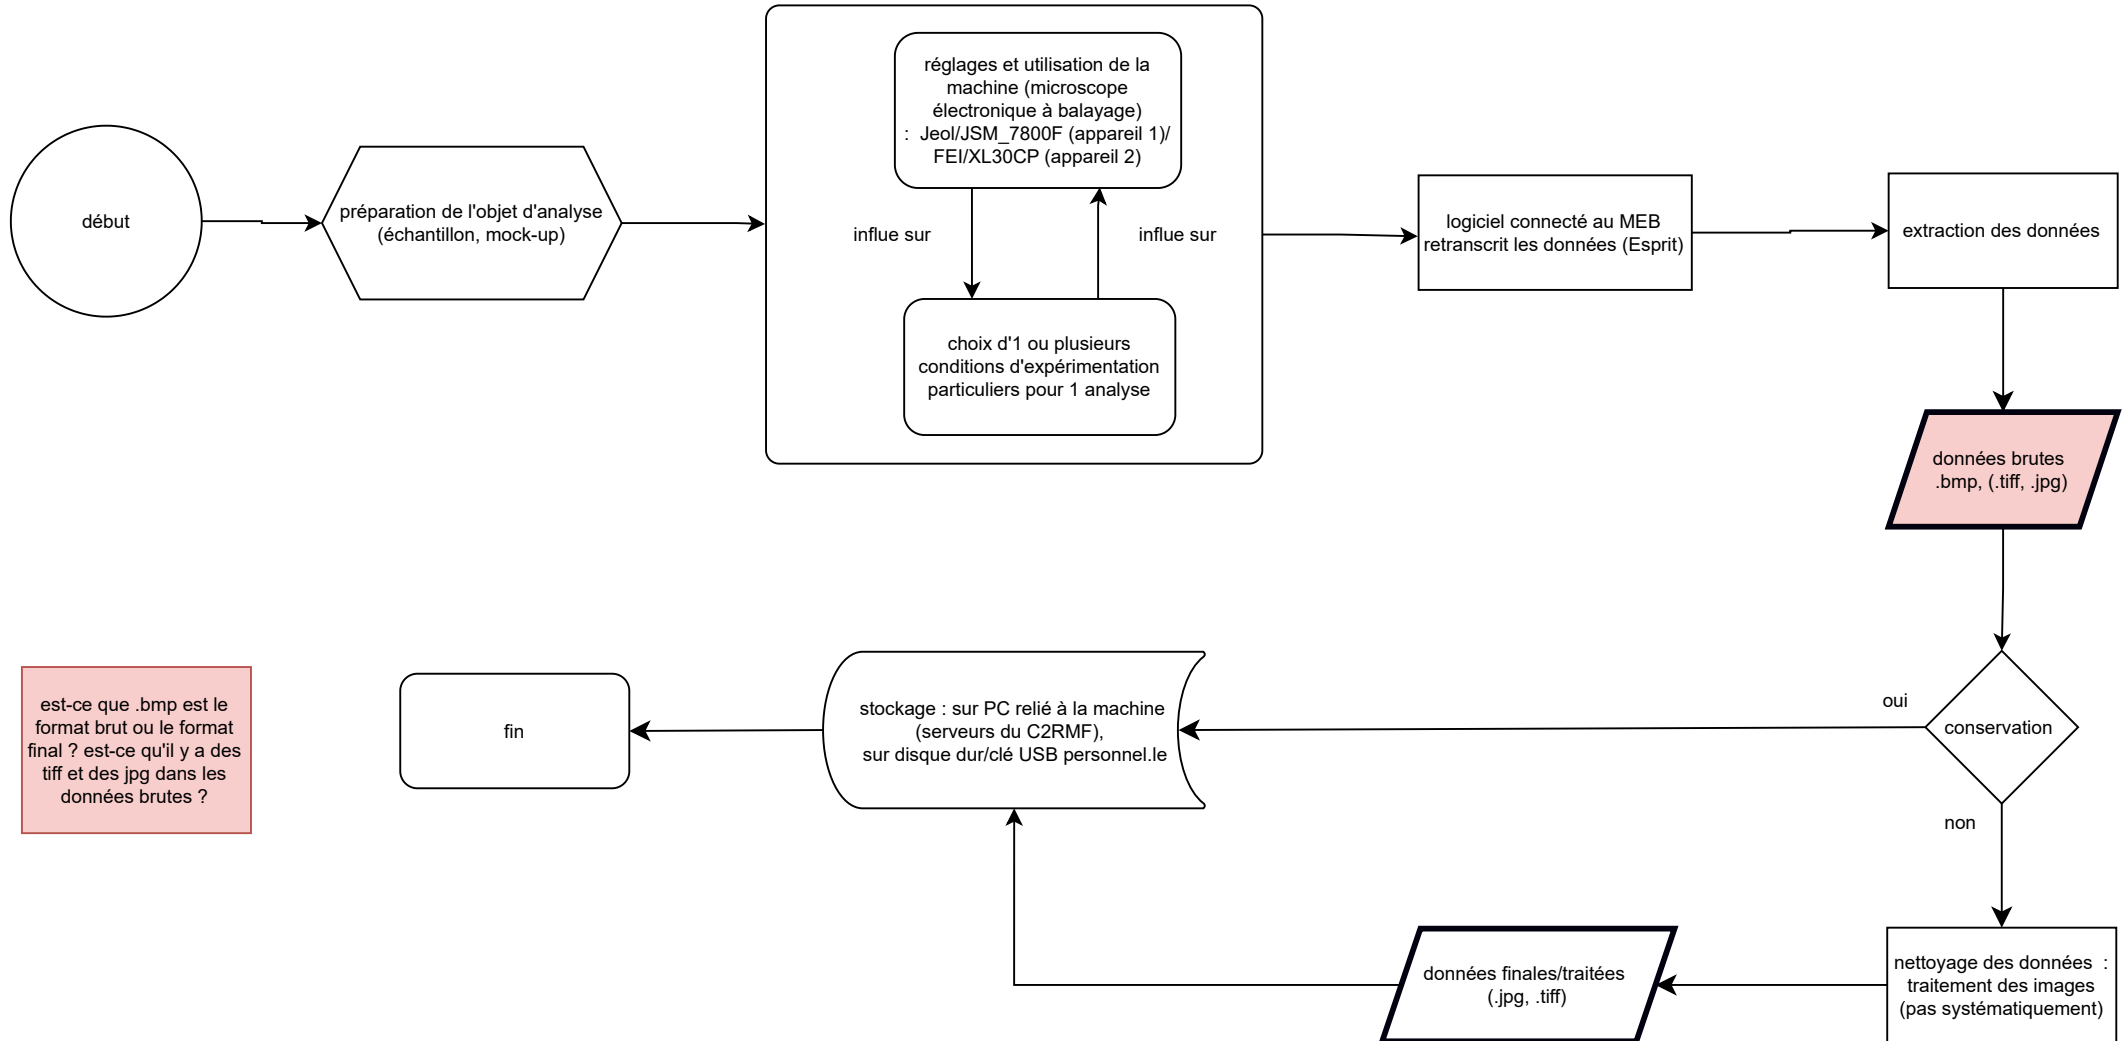 début
préparation de l'objet d'analyse
(échantillon, mock-up)
réglages et utilisation de la
machine (microscope
électronique à balayage)
: Jeol/JSM_7800F (appareil 1)/
FEI/XL30CP (appareil 2)
influe sur
influe sur
choix d'1 ou plusieurs
conditions d'expérimentation
particuliers pour 1 analyse
logiciel connecté au MEB
retranscrit les données (Esprit)
extraction des données
données brutes
.bmp, (.tiff, .jpg)
conservation
oui
non
nettoyage des données :
traitement des images
(pas systématiquement)
données finales/traitées
(.jpg, .tiff)
stockage : sur PC relié à la machine
(serveurs du C2RMF),
sur disque dur/clé USB personnel.le
fin
est-ce que .bmp est le
format brut ou le format
final ? est-ce qu'il y a des
tiff et des jpg dans les
données brutes ?